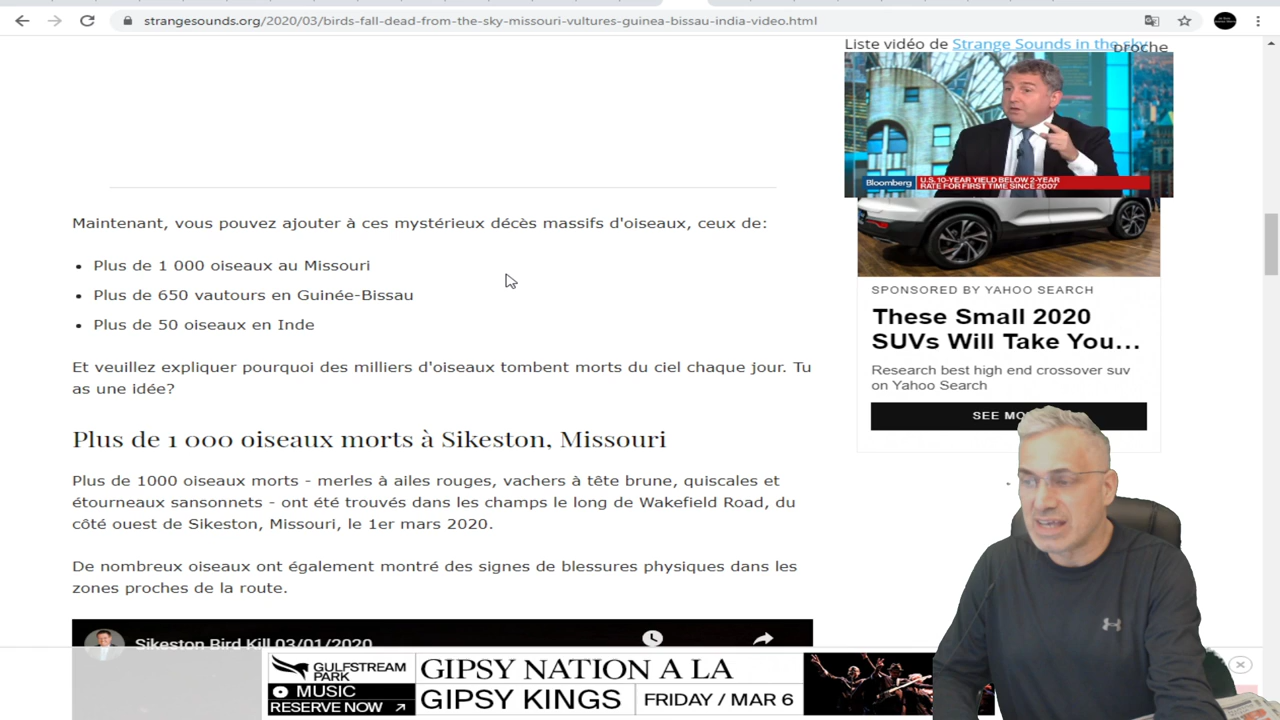 strangesounds.org/2020/03/birds-fall-dead-from-the-sky-missouri-vultures-guinea-bissau-india-video.html
Liste vidéo de Strange Sounds in the sky
proche
Bloomberg
U.S. 10-YEAR YIELD BELOW 2-YEAR
RATE FOR FIRST TIME SINCE 2007
Maintenant, vous pouvez ajouter à ces mystérieux décès massifs d'oiseaux, ceux de:
Plus de 1 000 oiseaux au Missouri
Plus de 650 vautours en Guinée-Bissau
Plus de 50 oiseaux en Inde
Et veuillez expliquer pourquoi des milliers d'oiseaux tombent morts du ciel chaque jour. Tu
as une idée?
Plus de 1 000 oiseaux morts à Sikeston, Missouri
Plus de 1000 oiseaux morts - merles à ailes rouges, vachers à tête brune, quiscales et
étourneaux sansonnets - ont été trouvés dans les champs le long de Wakefield Road, du
côté ouest de Sikeston, Missouri, le 1er mars 2020.
De nombreux oiseaux ont également montré des signes de blessures physiques dans les
zones proches de la route.
Sikeston Bird Kill 03/01/2020
SPONSORED BY YAHOO SEARCH
These Small 2020
SUVs Will Take You...
Research best high end crossover suv
on Yahoo Search
SEE
GULFSTREAM
PARK
MUSIC
RESERVE NOW
GIPSY NATION A LA
GIPSY KINGS
FRIDAY / MAR 6